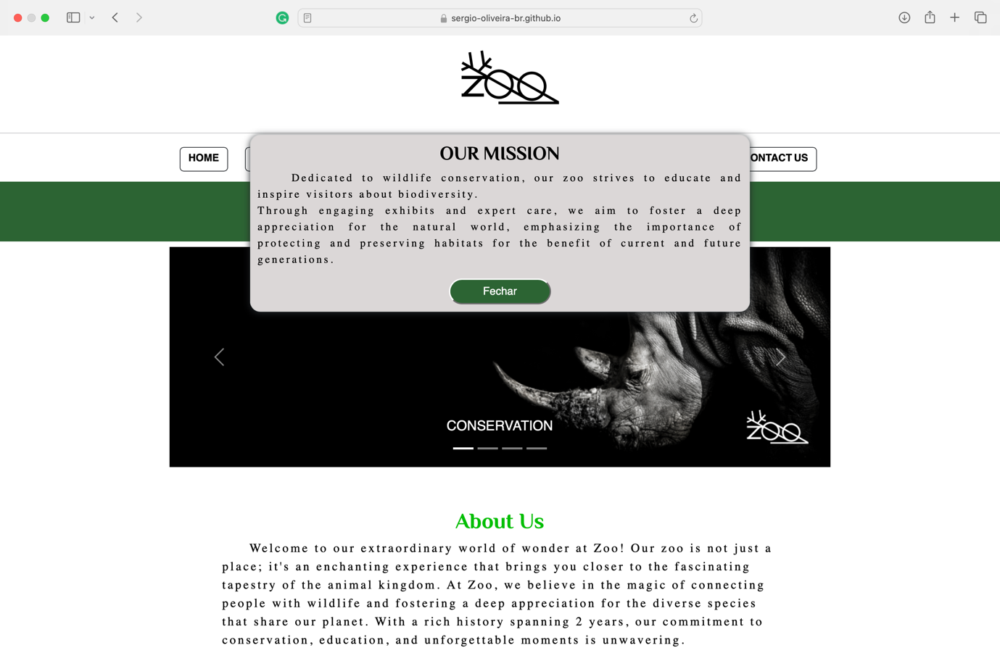 sergio-oliveira-br.github.io
ZOO
HOME
ONTACT US
OUR MISSION
Dedicated to wildlife conservation, our zoo strives to educate and
inspire visitors about biodiversity.
Through engaging exhibits and expert care, we aim to foster a deep
appreciation for the natural world, emphasizing the importance of
protecting and preserving habitats for the benefit of current and future
generations.
Fechar
CONSERVATION
ZOO
About Us
Welcome to our extraordinary world of wonder at Zoo! Our zoo is not just a
place; it's an enchanting experience that brings you closer to the fascinating
tapestry of the animal kingdom. At Zoo, we believe in the magic of connecting
people with wildlife and fostering a deep appreciation for the diverse species
that share our planet. With a rich history spanning 2 years, our commitment to
conservation, education, and unforgettable moments is unwavering.